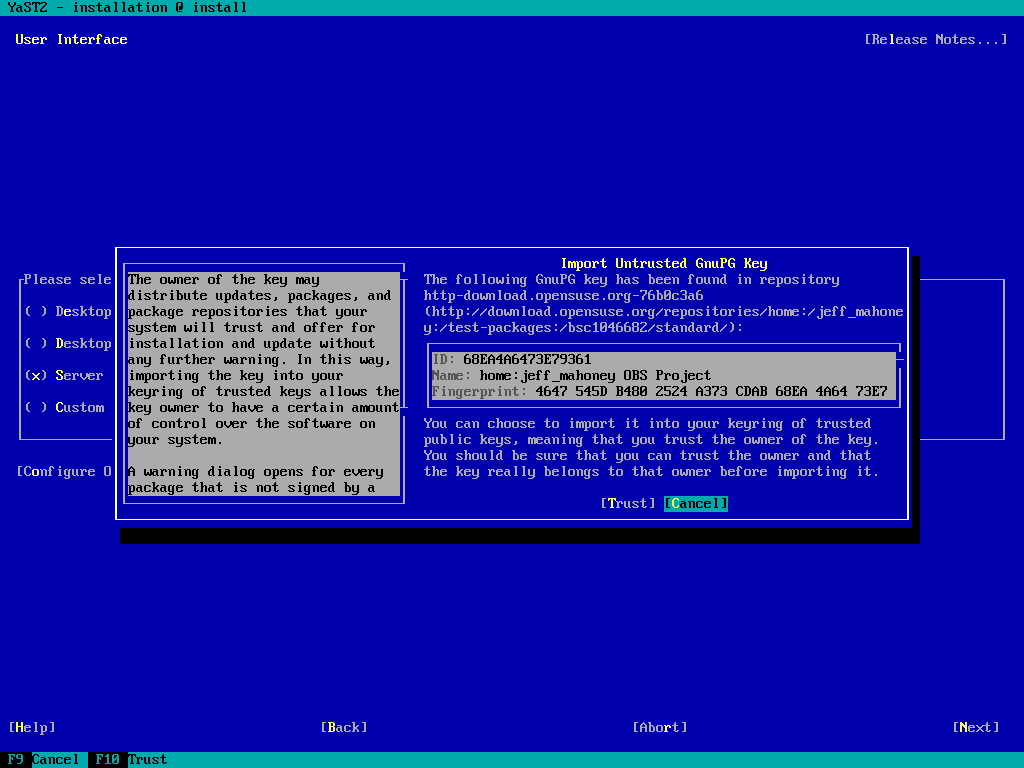 YaST2 - installation @ install
User Interface
[Release Notes...]
Please sele
( ) Desktop
( ) Desktop
(x) Server
( ) Custom
[Configure O
The owner of the key may
distribute updates, packages, and
package repositories that your
system will trust and offer for
installation and update without
any further warning. In this way,
importing the key into your
keyring of trusted keys allows the
key owner to have a certain amount
of control over the software on
your system.
A warning dialog opens for every
package that is not signed by a
Import Untrusted GnuPG Key
The following GnuPG key has been found in repository
http-download.opensuse.org-76b0c3a6
(http://download.opensuse.org/repositories/home:/jeff_mahone
y:/test-packages:/bsc1046682/standard/):
ID: 68EA4A6473E79361
Name: home:jeff_mahoney OBS Project
Fingerprint: 4647 545D B480 2524 A373 CDAB 68EA 4A64 73E7
You can choose to import it into your keyring of trusted
public keys, meaning that you trust the owner of the key.
You should be sure that you can trust the owner and that
the key really belongs to that owner before importing it.
[Trust] [Cancel]
[Help] [Back] [Abort] [Next]
F9 Cancel F10 Trust